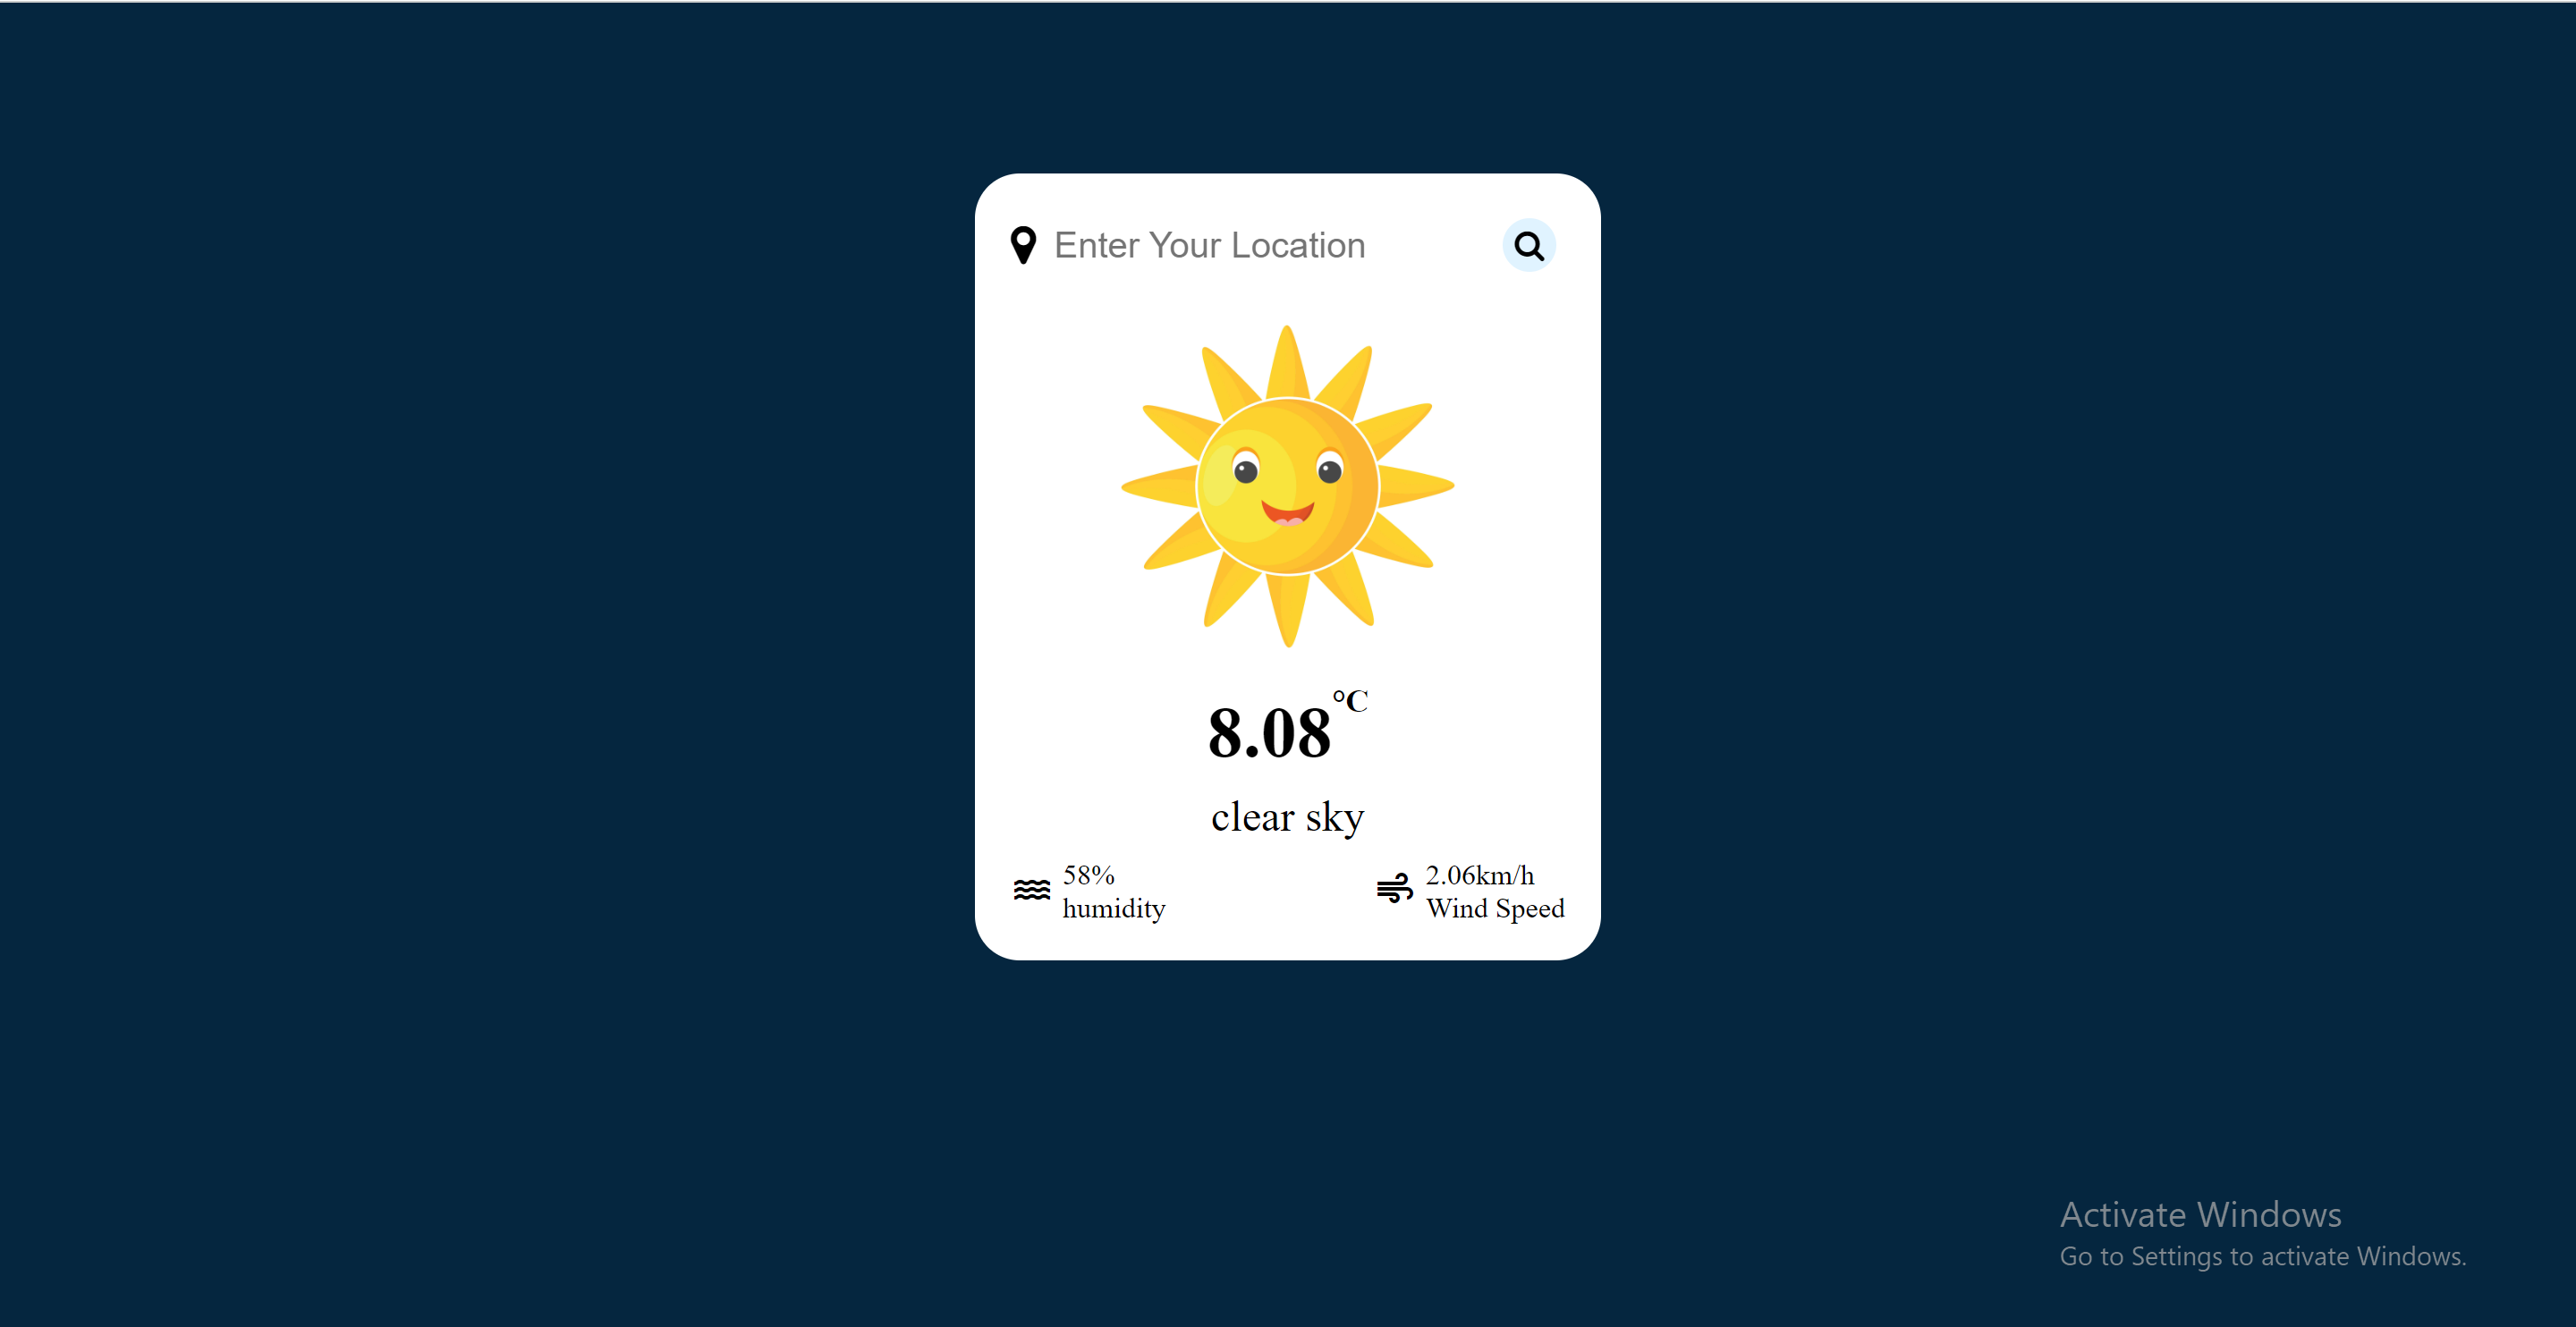 Enter Your Location
8.08°C
clear sky
58%
humidity
2.06km/h
Wind Speed
Activate Windows
Go to Settings to activate Windows.